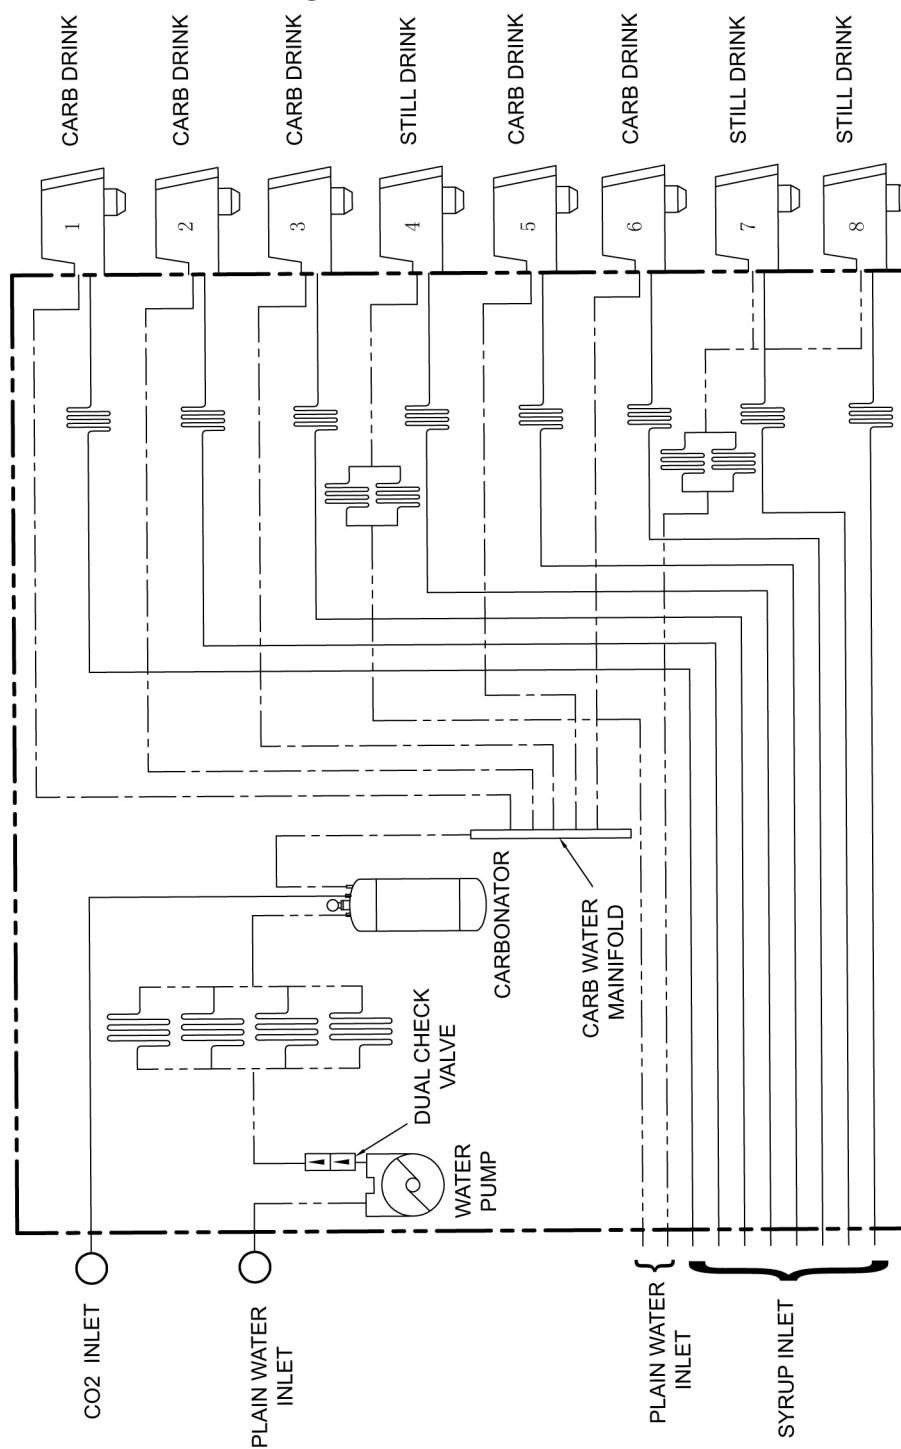 CARB DRINK
CARB DRINK
CARB DRINK
STILL DRINK
CARB DRINK
CARB DRINK
STILL DRINK
STILL DRINK
1
2
3
4
5
6
7
8
CARBONATOR
CARB WATER
MAINIFOLD
DUAL CHECK
VALVE
WATER
PUMP
CO2 INLET
PLAIN WATER
INLET
PLAIN WATER
INLET
SYRUP INLET